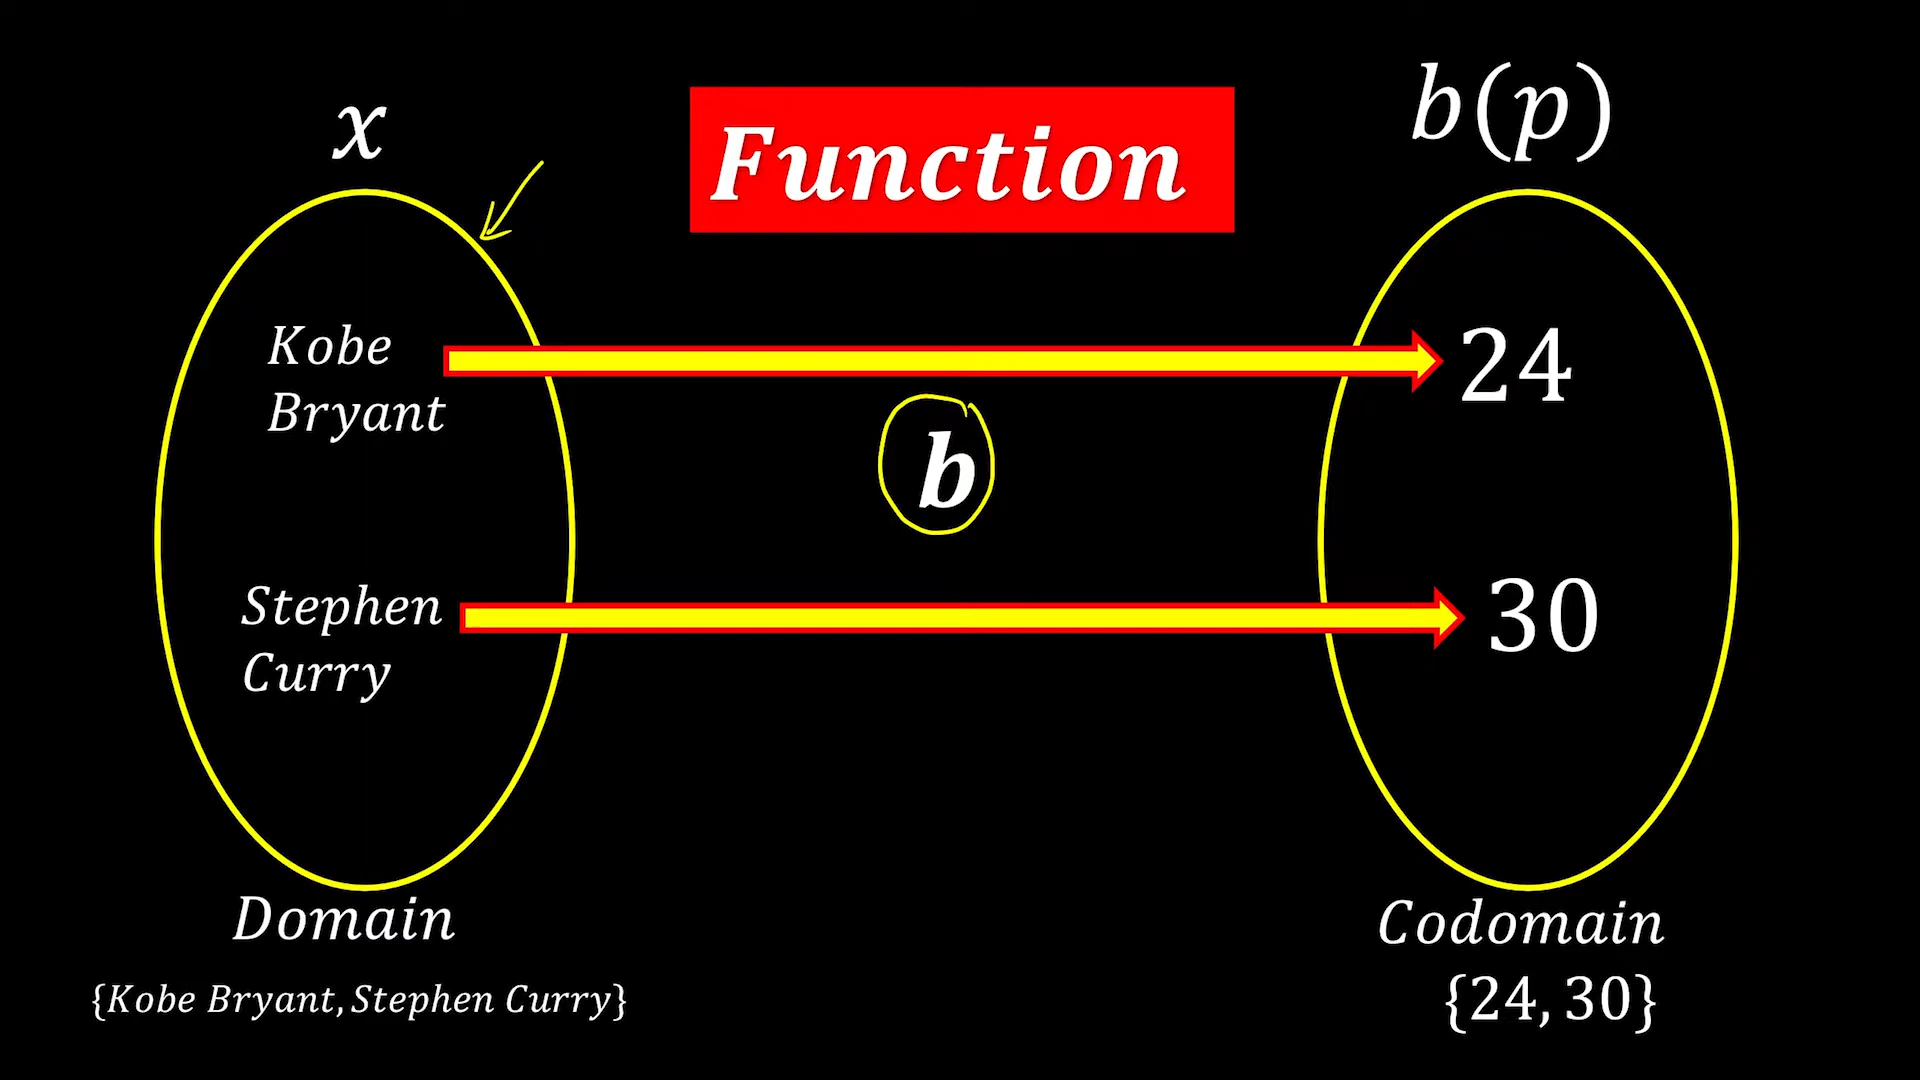 x
Function
b(p)
Kobe
Bryant
24
b
Stephen
Curry
30
Domain
Codomain
{Kobe Bryant, Stephen Curry}
{24, 30}